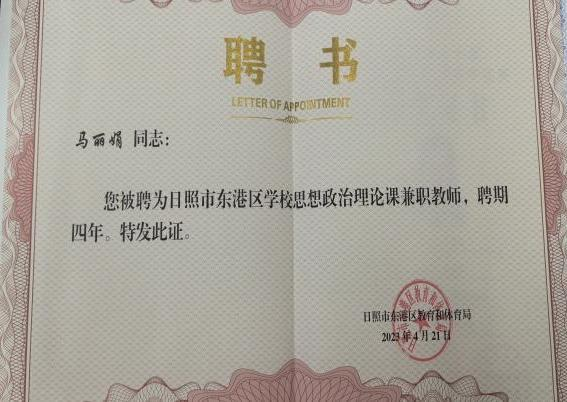 聘 书
LETTER OF APPOINTMENT
马丽娟 同志：
您被聘为日照市东港区学校思想政治理论课兼职教师，聘期
四年。特发此证。
日照市东港区教育和体育局
2023年4月21日